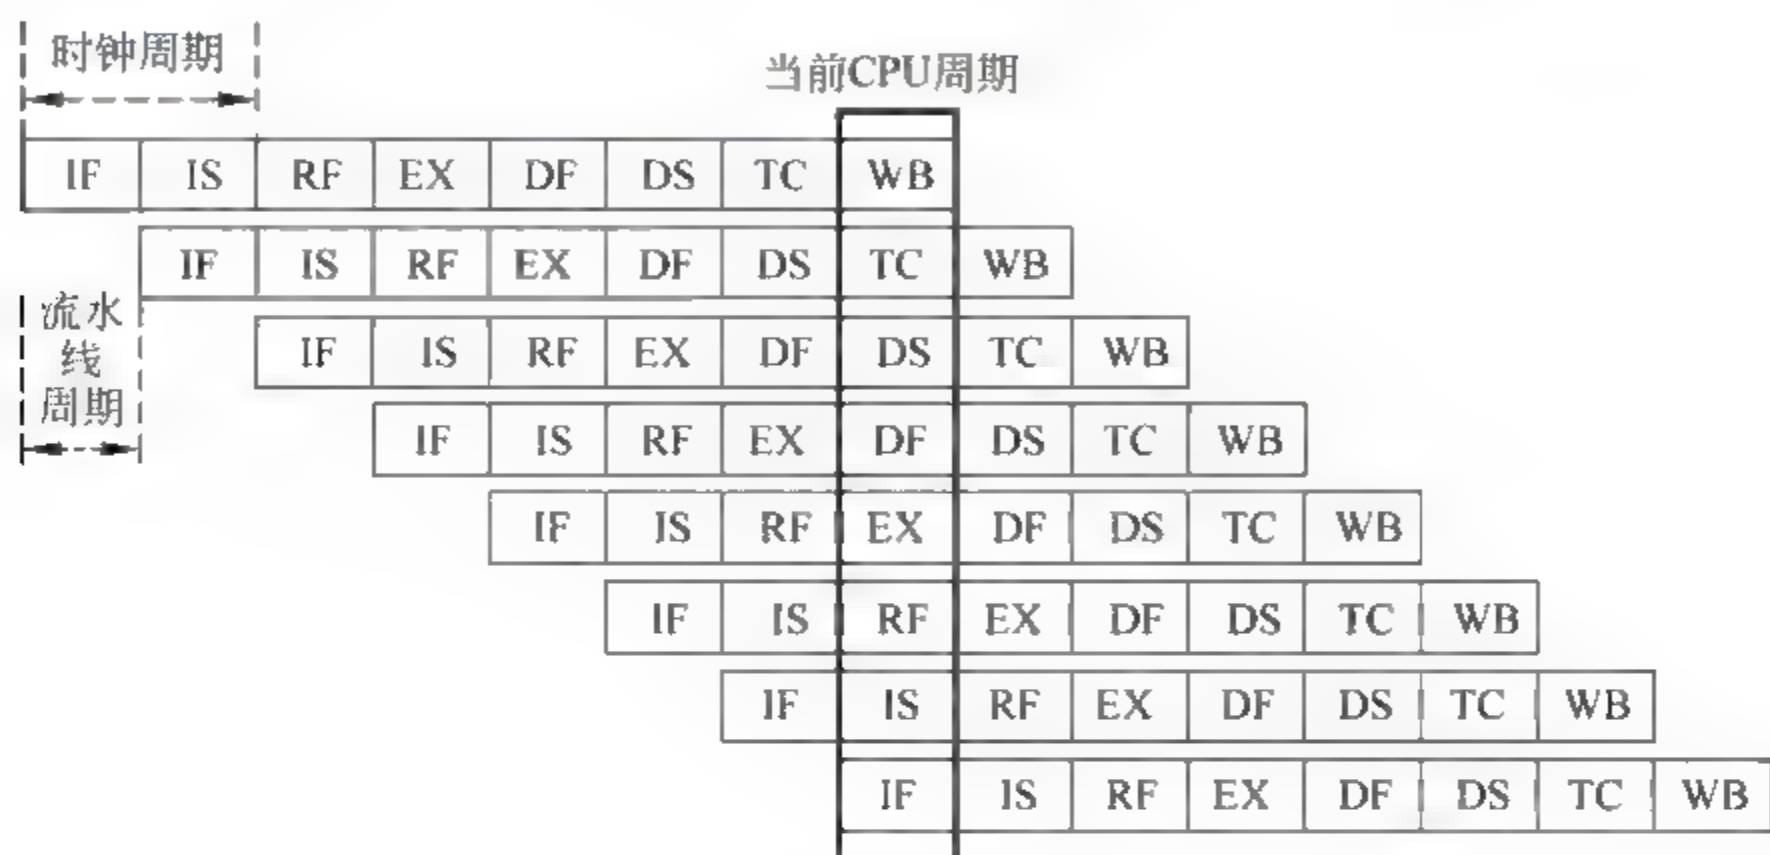 时钟周期
当前CPU周期
IF IS RF EX DF DS TC WB
IF IS RF EX DF DS TC WB
流水
线
周期
IF IS RF EX DF DS TC WB
IF IS RF EX DF DS TC WB
IF IS RF EX DF DS TC WB
IF IS RF EX DF DS TC WB
IF IS RF EX DF DS TC WB
IF IS RF EX DF DS TC WB